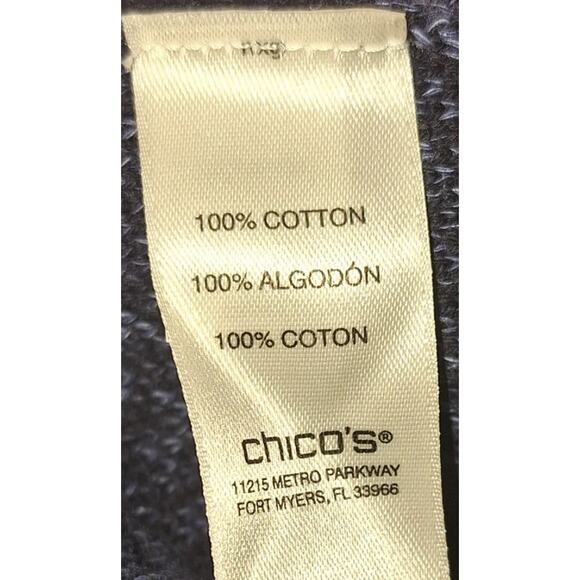 100% COTTON
100% ALGODÓN
100% COTON
chico's®
11215 METRO PARKWAY
FORT MYERS, FL 33966